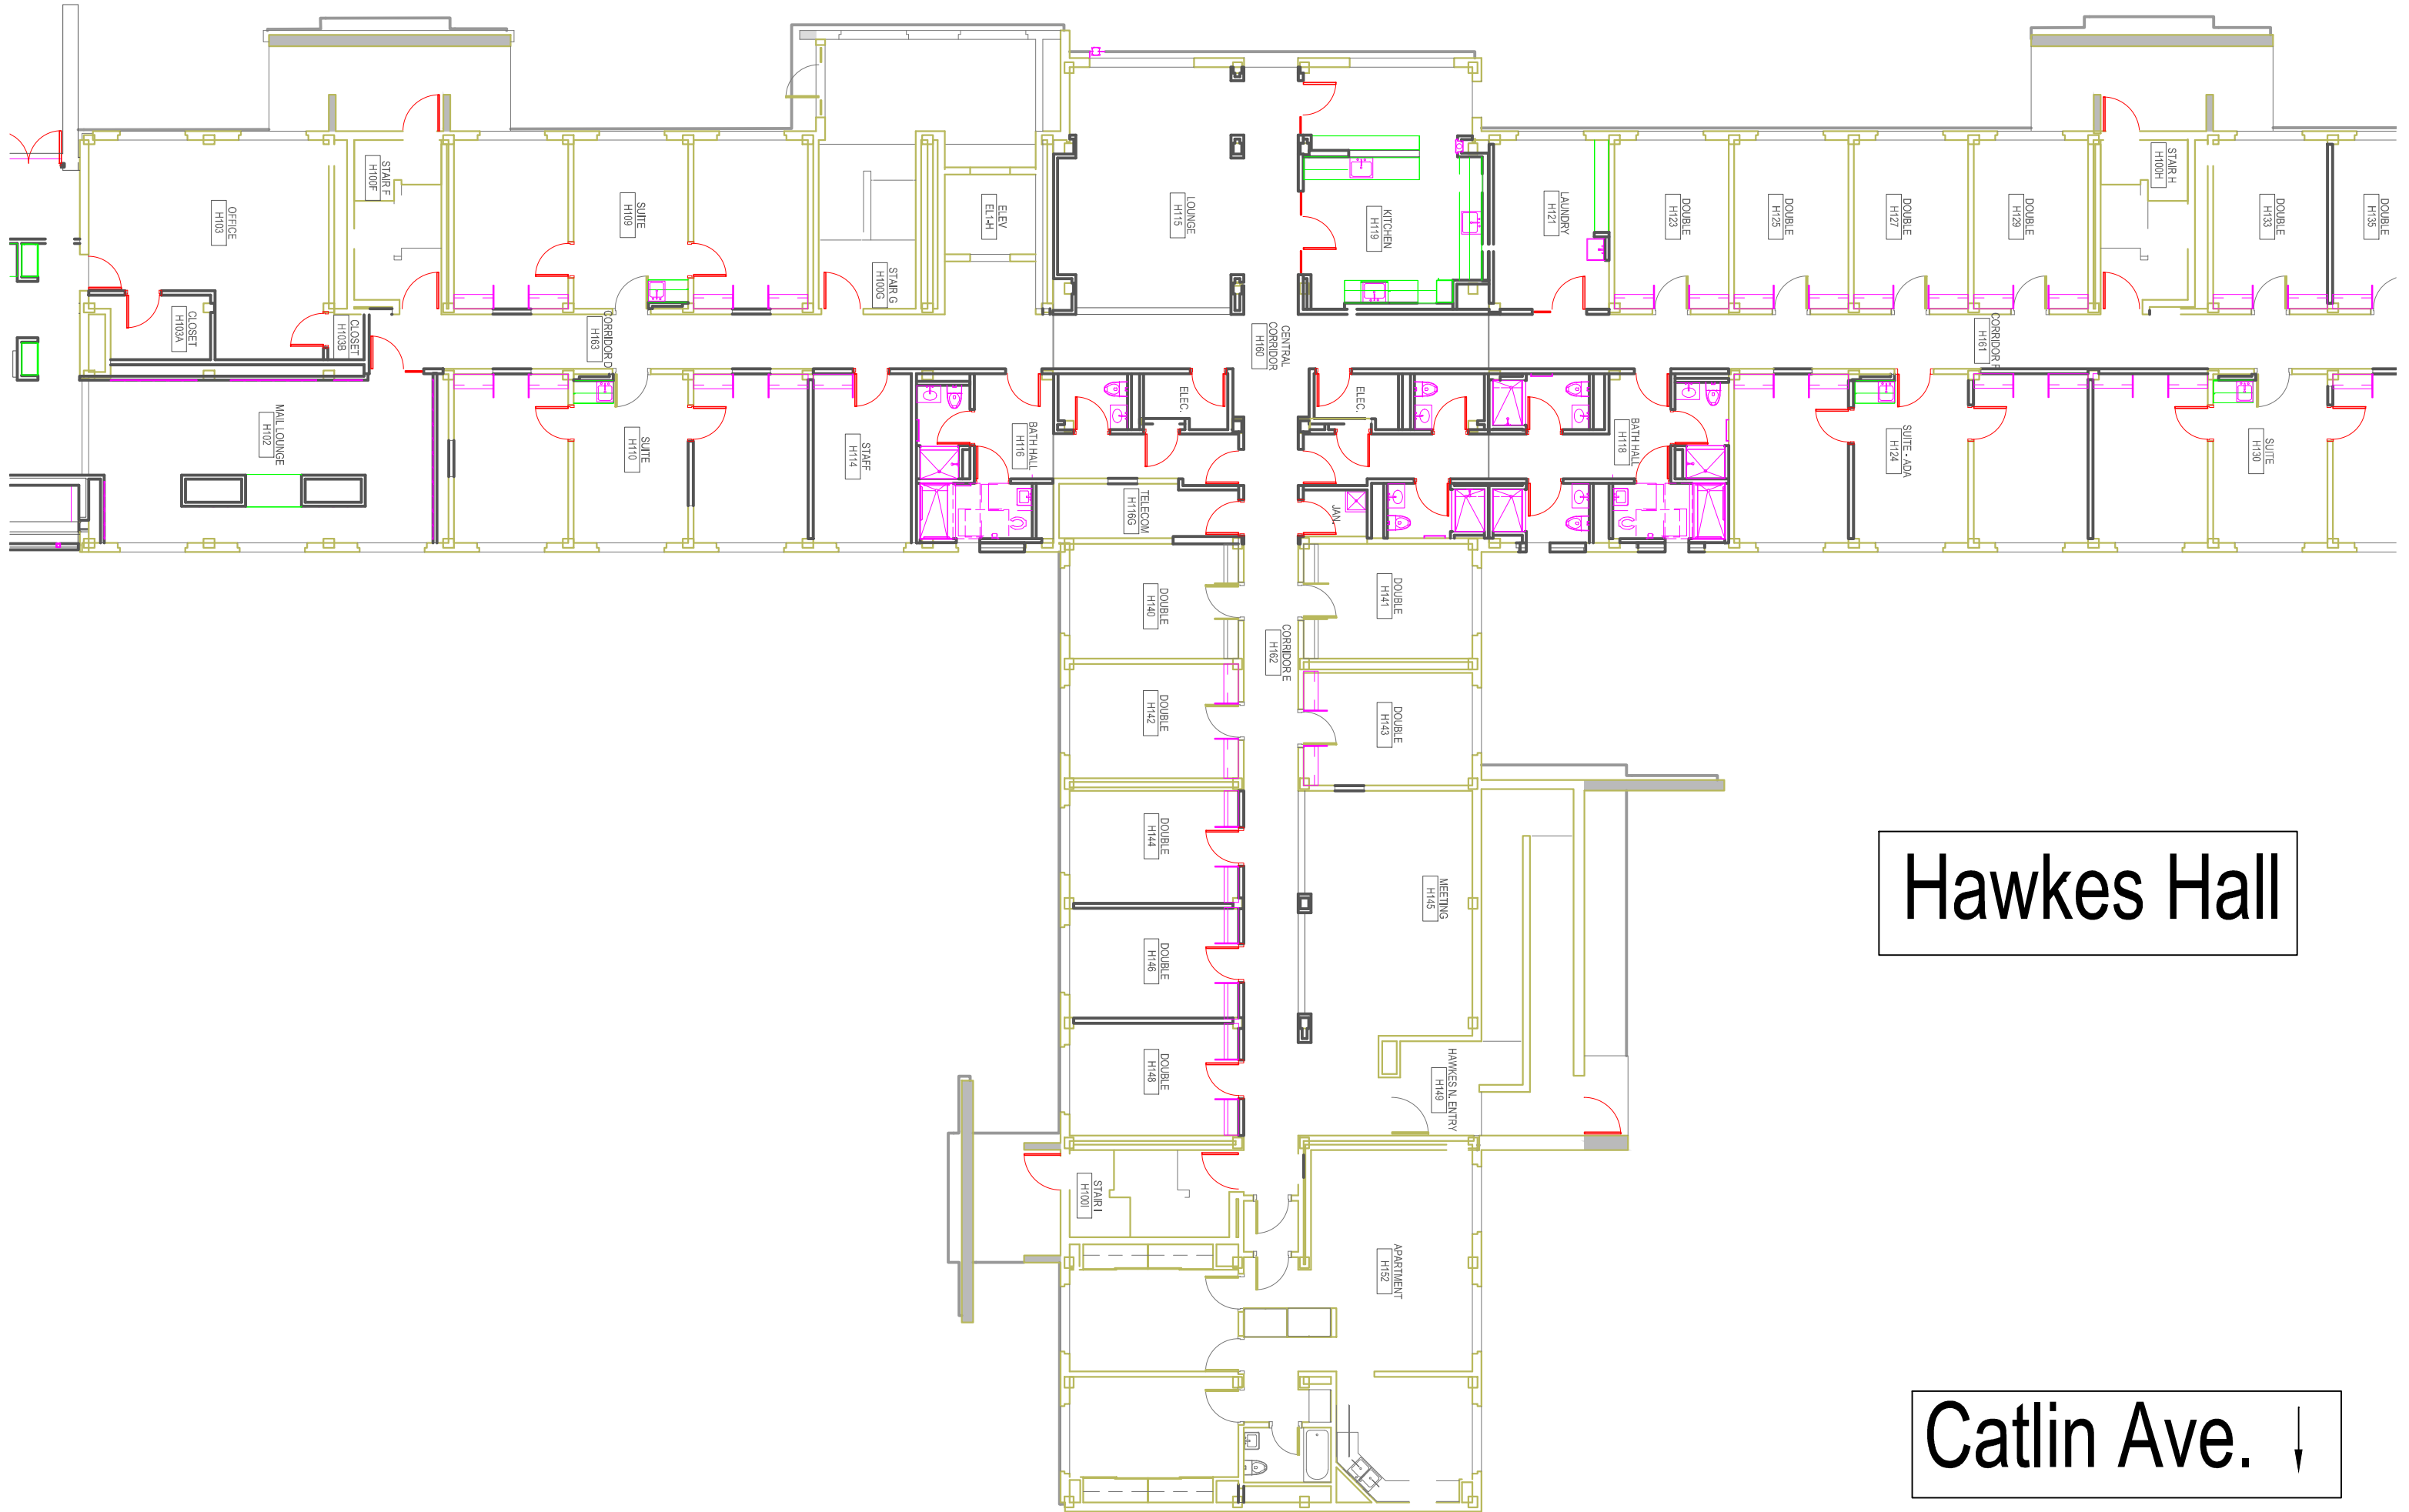 OFFICE
H103
STAIR F
H100F
SUITE
H109
STAIR G
H100G
ELEV
EL1-H
LOUNGE
H115
KITCHEN
H119
LAUNDRY
H121
DOUBLE
H123
DOUBLE
H125
DOUBLE
H127
DOUBLE
H129
STAIR H
H100H
DOUBLE
H133
DOUBLE
H135
CLOSET
H103A
CLOSET
H103B
CORRIDOR D
H163
CENTRAL
CORRIDOR
H160
CORRIDOR F
H161
MAIL LOUNGE
H102
SUITE
H110
STAFF
H114
BATH HALL
H116
ELEC.
TELECOM
H116G
ELEC.
JAN.
BATH HALL
H118
SUITE - ADA
H124
SUITE
H130
DOUBLE
H140
DOUBLE
H141
CORRIDOR E
H162
DOUBLE
H142
DOUBLE
H143
DOUBLE
H144
MEETING
H145
DOUBLE
H146
DOUBLE
H148
HAWKES N. ENTRY
H149
STAIR I
H100I
APARTMENT
H152
Hawkes Hall
Catlin Ave. ↓